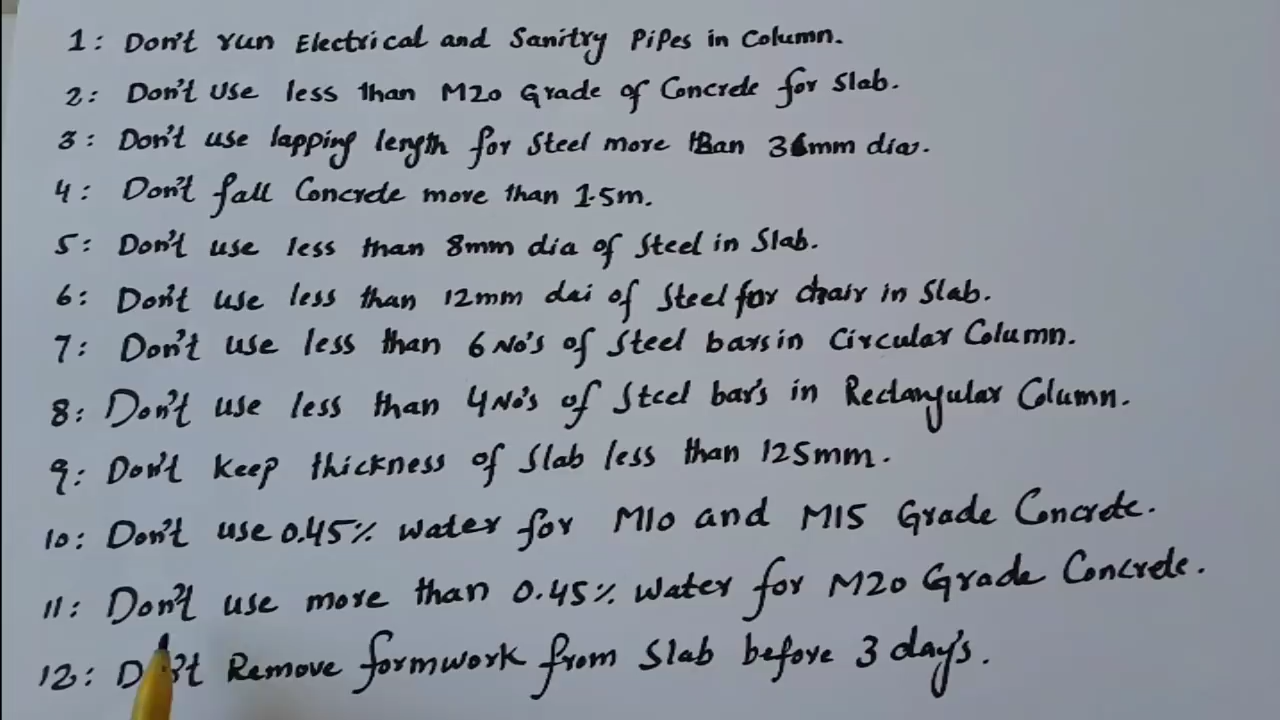 1: Don't run Electrical and Sanitry Pipes in Column.
2: Don't Use less than M20 Grade of Concrete for Slab.
3: Don't use lapping length for Steel more than 36mm dia.
4: Don't fall Concrete more than 1.5m.
5: Don't use less than 8mm dia of Steel in Slab.
6: Don't use less than 12mm dai of Steel for chair in Slab.
7: Don't use less than 6 No's of Steel bars in Circular Column.
8: Don't use less than 4 No's of Steel bar's in Rectangular Column.
9: Don't keep thickness of Slab less than 125mm.
10: Don't use 0.45% water for M10 and M15 Grade Concrete.
11: Don't use more than 0.45% water for M20 Grade Concrete.
12: Don't Remove formwork from Slab before 3 day's.